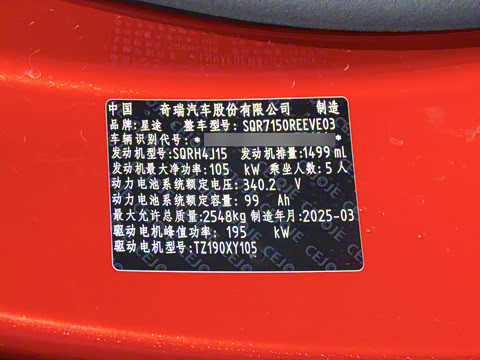 中国 奇瑞汽车股份有限公司 制造
品牌:星途 整车型号: SQR7150REEVE03
车辆识别代号: * *
发动机型号:SQRH4J15 发动机排量:1499 mL
发动机最大净功率: 105 kW 乘坐人数: 5 人
动力电池系统额定电压: 340.2 V
动力电池系统额定容量: 99 Ah
最大允许总质量:2548kg 制造年月:2025-03
驱动电机峰值功率: 195 kW
驱动电机型号:TZ190XY105